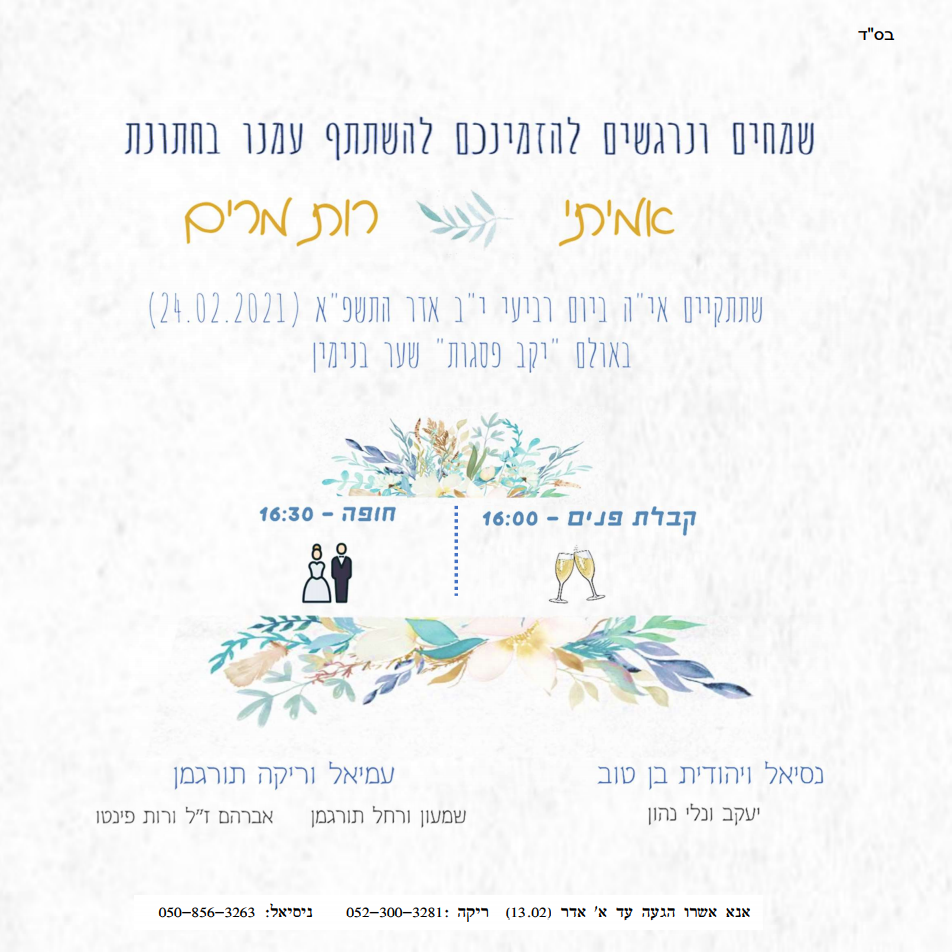 בס"ד
שמחים ונרגשים להזמינכם להשתתף עמנו בחתונת
אמיתי רות מרים
שתתקיים אי"ה ביום רביעי י"ב אדר התשפ"א (24.02.2021)
באולם "יקב פסגות" שער בנימין
קבלת פנים - 16:00 חופה - 16:30
נסיאל ויהודית בן טוב עמיאל וריקה תורגמן
יעקב ונלי נהון שמעון ורחל תורגמן אברהם ז"ל ורות פינטו
אנא אשרו הגעה עד א' אדר (13.02) ריקה :052-300-3281 ניסיאל: 050-856-3263